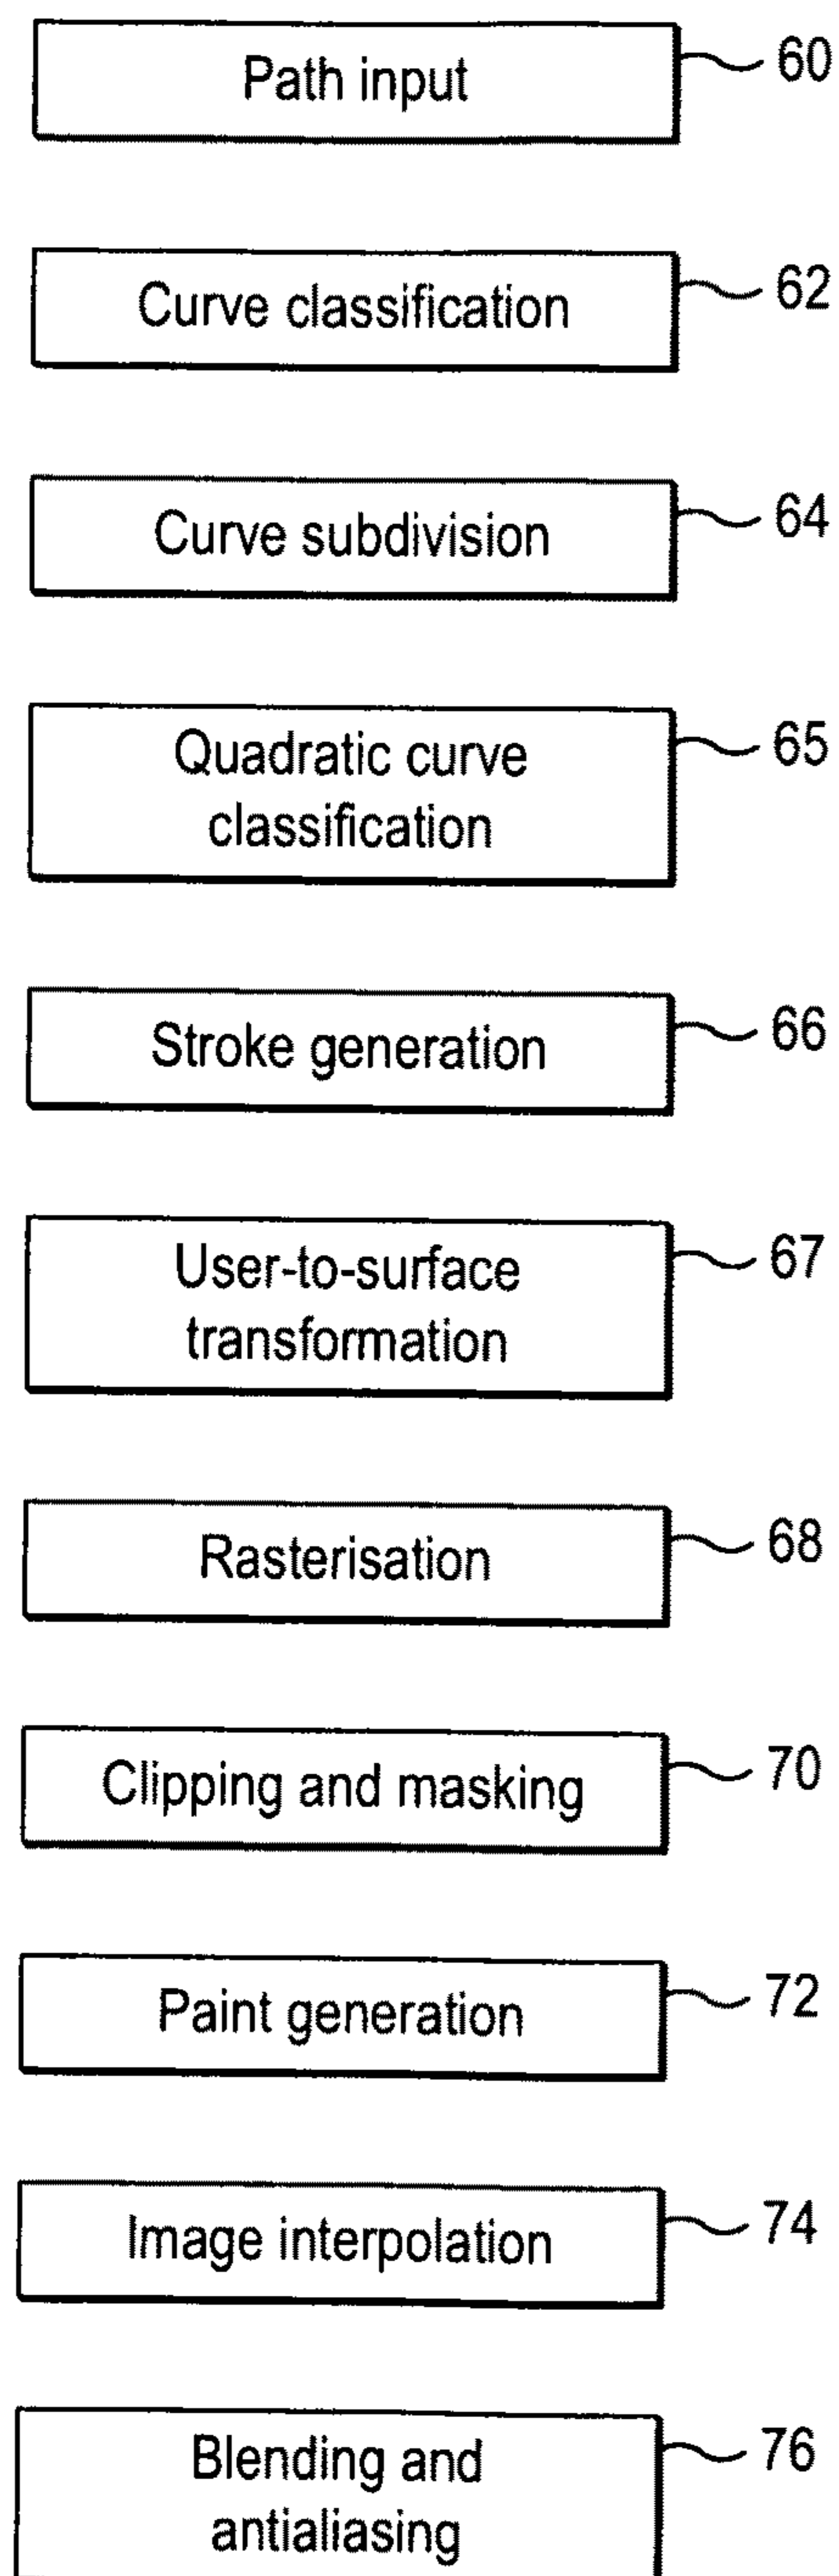 Path input 60
Curve classification 62
Curve subdivision 64
Quadratic curve 65
classification
Stroke generation 66
User-to-surface 67
transformation
Rasterisation 68
Clipping and masking 70
Paint generation 72
Image interpolation 74
Blending and 76
antialiasing